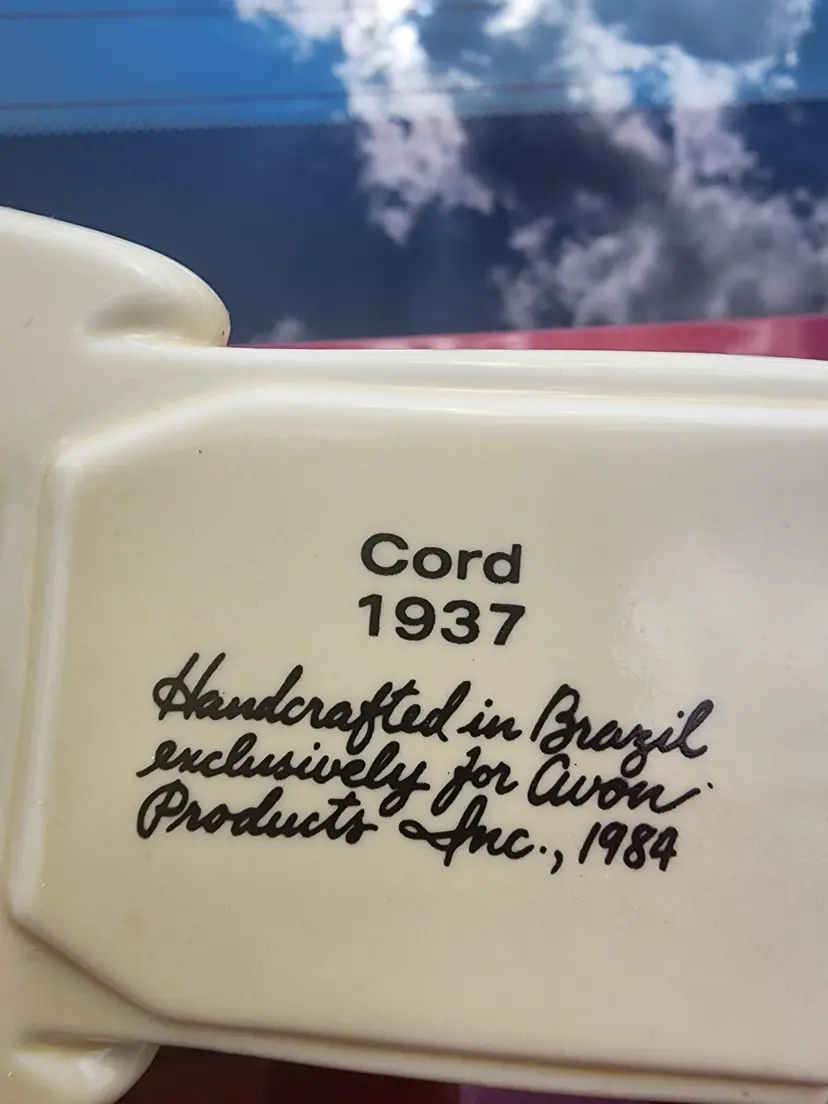 Cord
1937
Handcrafted in Brazil
exclusively for Avon
Products Inc., 1984